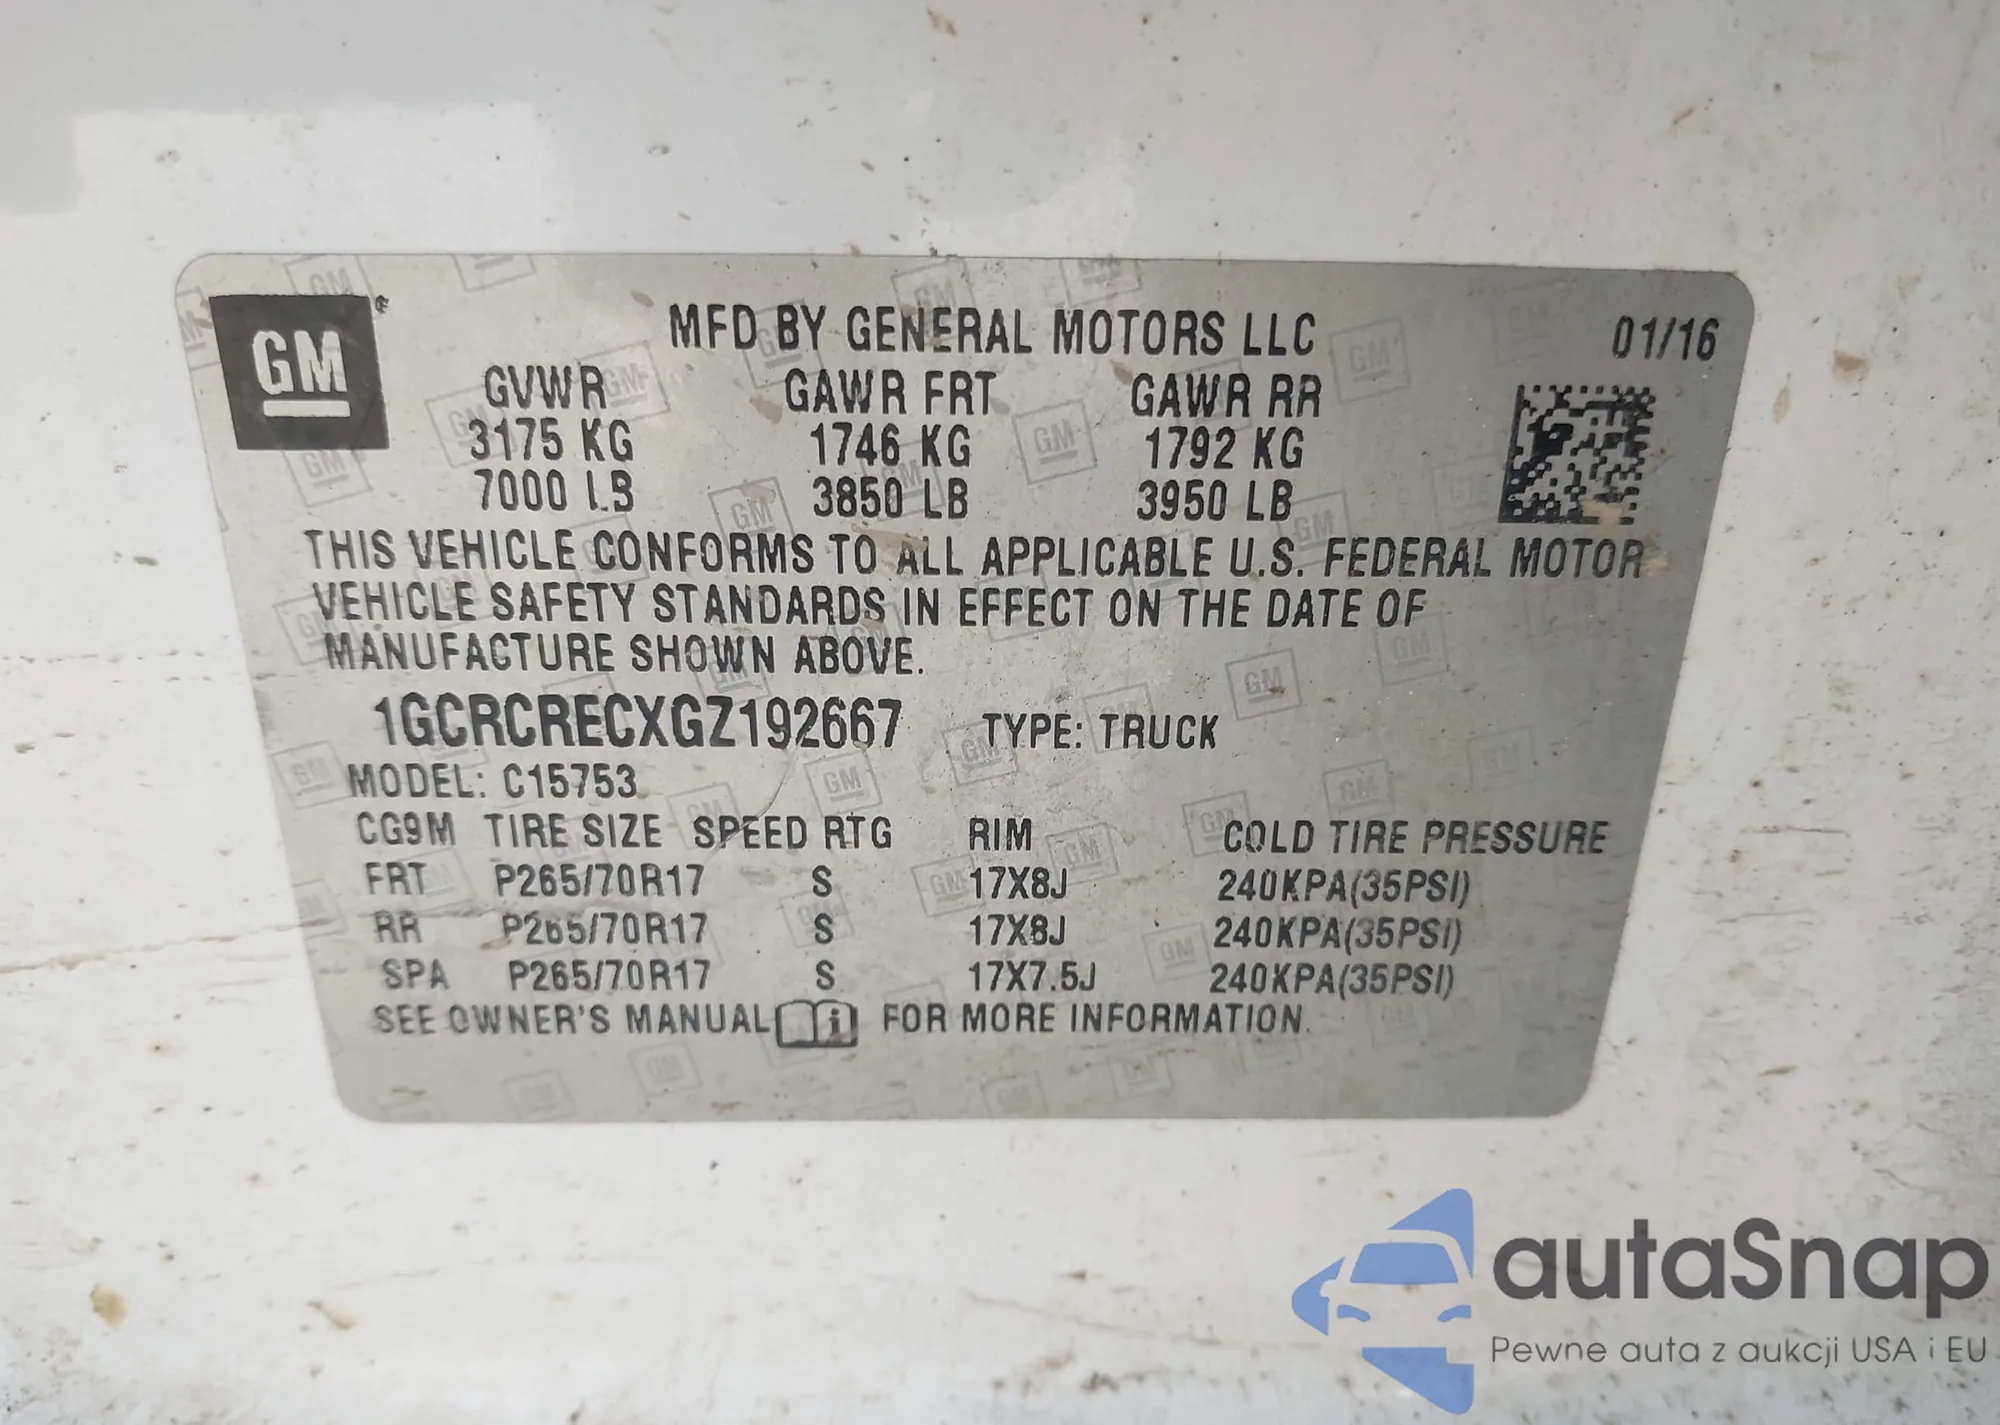 GM
MFD BY GENERAL MOTORS LLC 01/16
GVWR GAWR FRT GAWR RR
3175 KG 1746 KG 1792 KG
7000 LB 3850 LB 3950 LB
THIS VEHICLE CONFORMS TO ALL APPLICABLE U.S. FEDERAL MOTOR
VEHICLE SAFETY STANDARDS IN EFFECT ON THE DATE OF
MANUFACTURE SHOWN ABOVE.
1GCRCRECXGZ192667 TYPE: TRUCK
MODEL: C15753
CG9M TIRE SIZE SPEED RTG RIM COLD TIRE PRESSURE
FRT P265/70R17 S 17X8J 240KPA(35PSI)
RR P265/70R17 S 17X8J 240KPA(35PSI)
SPA P265/70R17 S 17X7.5J 240KPA(35PSI)
SEE OWNER'S MANUAL i FOR MORE INFORMATION.
autaSnap
Pewne auta z aukcji USA i EU